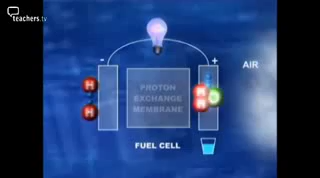 teachers.tv
-
+
AIR
H
H
PROTON
EXCHANGE
MEMBRANE
H
H
O
FUEL CELL